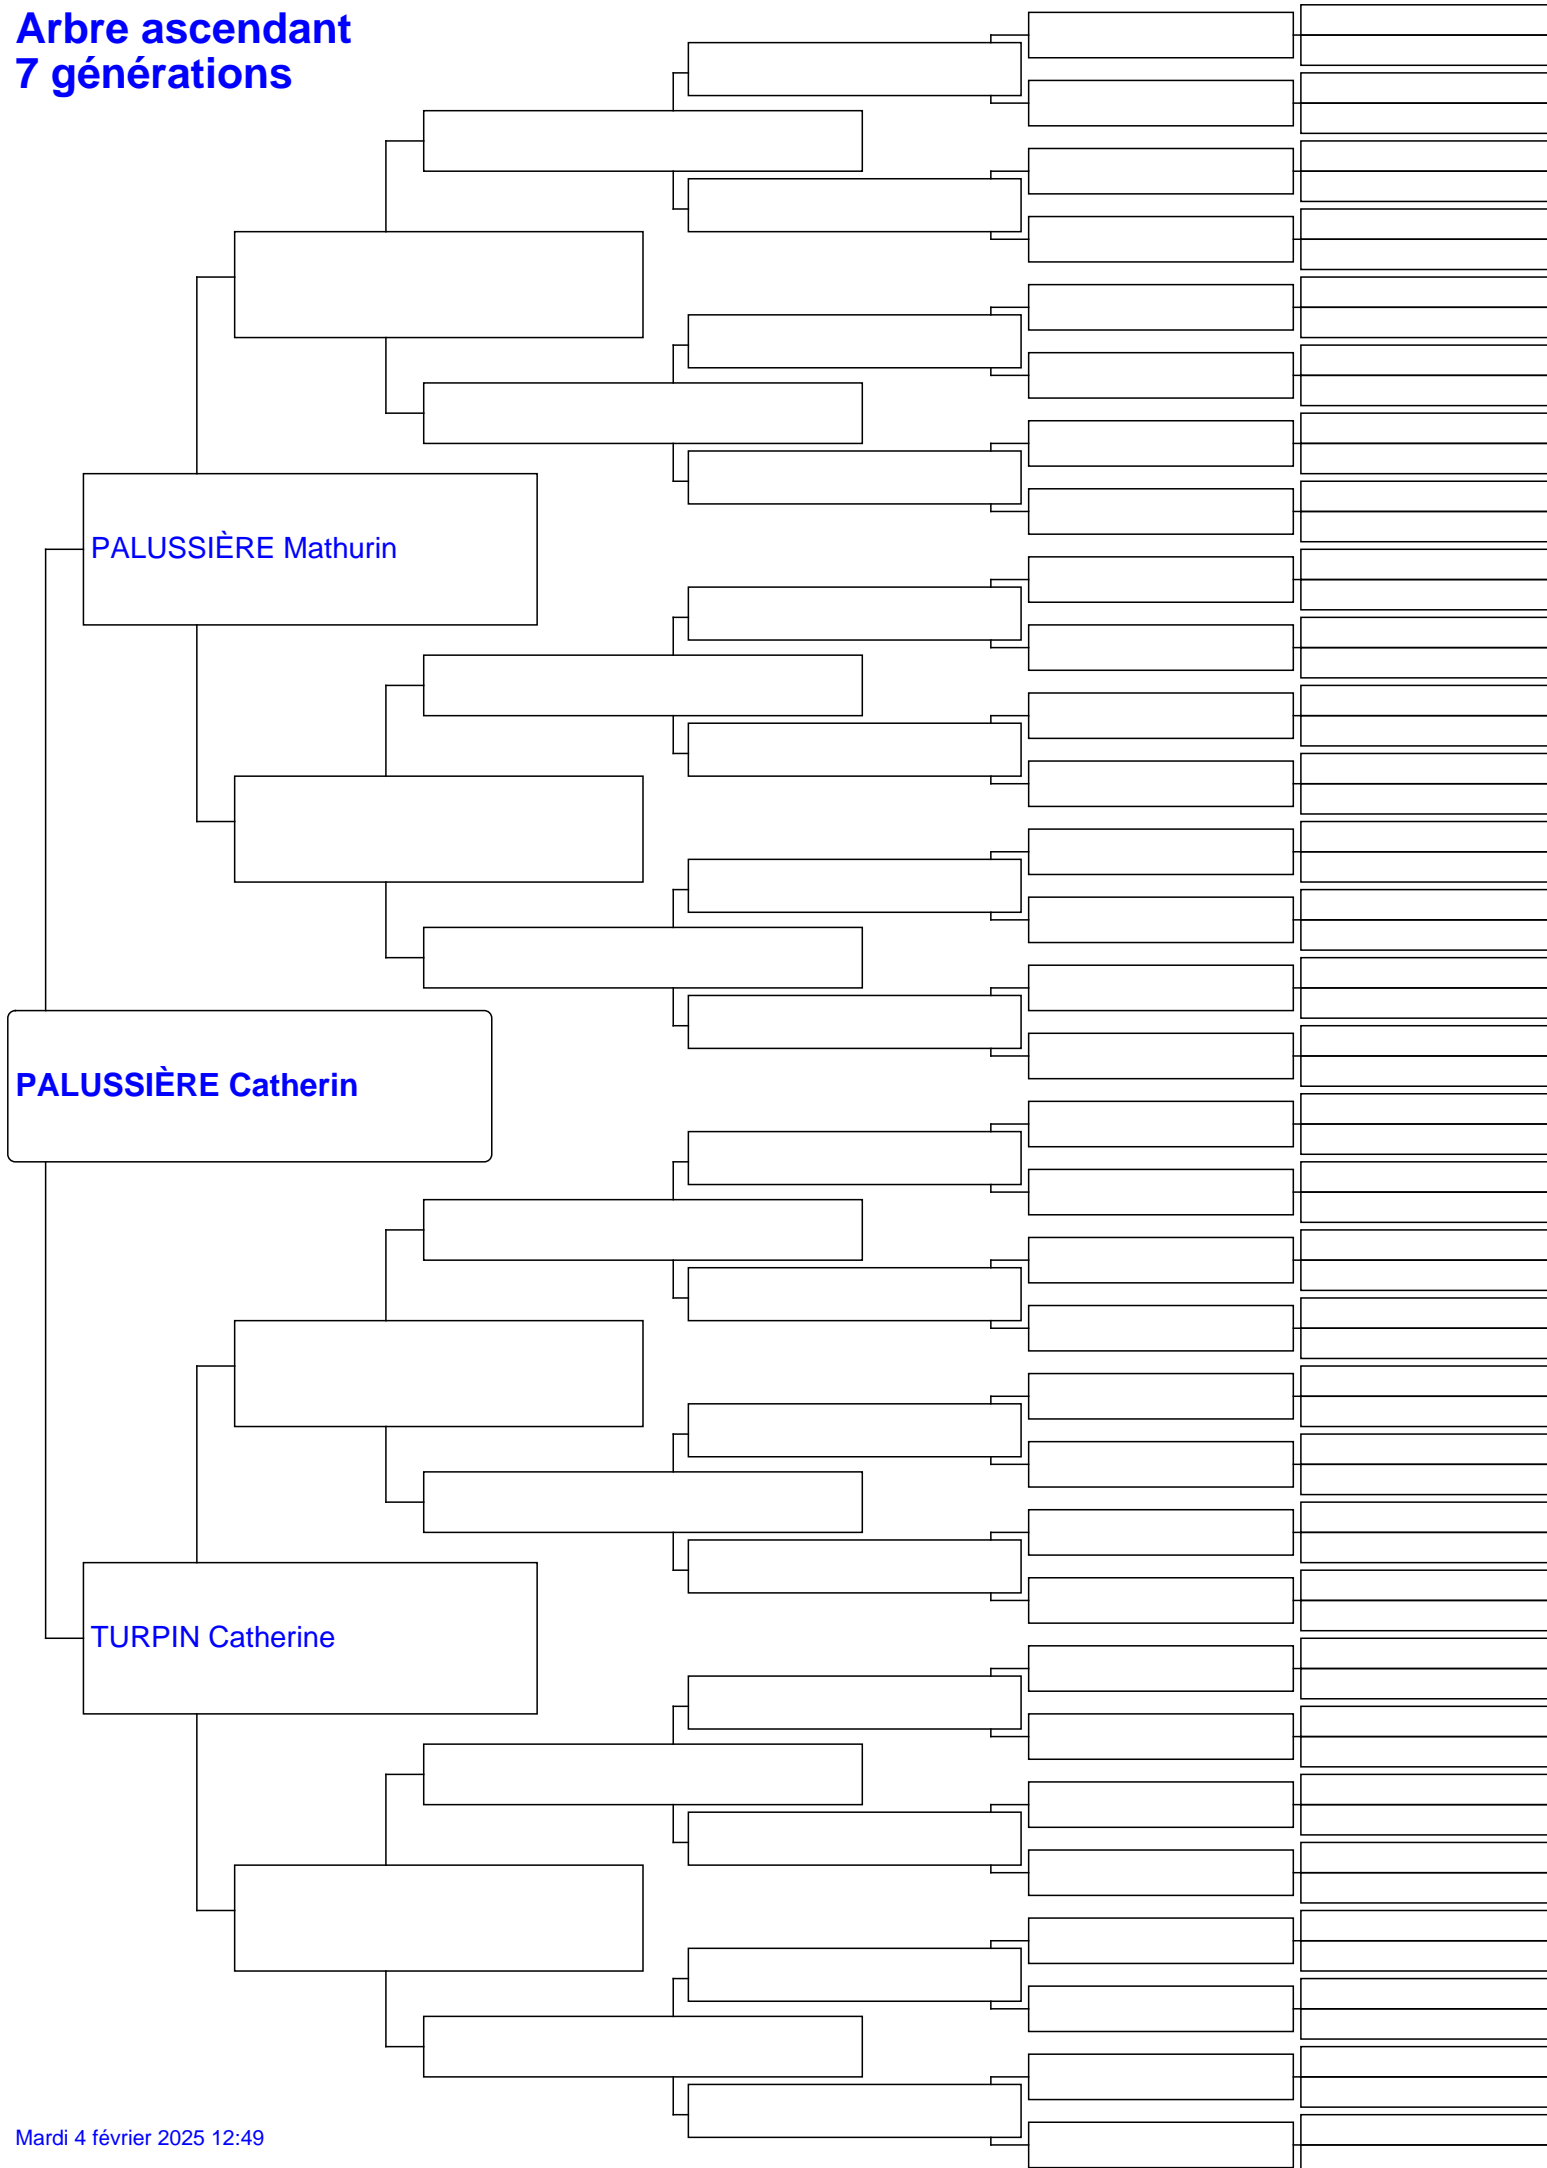 Arbre ascendant
7 générations
PALUSSIÈRE Mathurin
PALUSSIÈRE Catherin
TURPIN Catherine
Mardi 4 février 2025 12:49